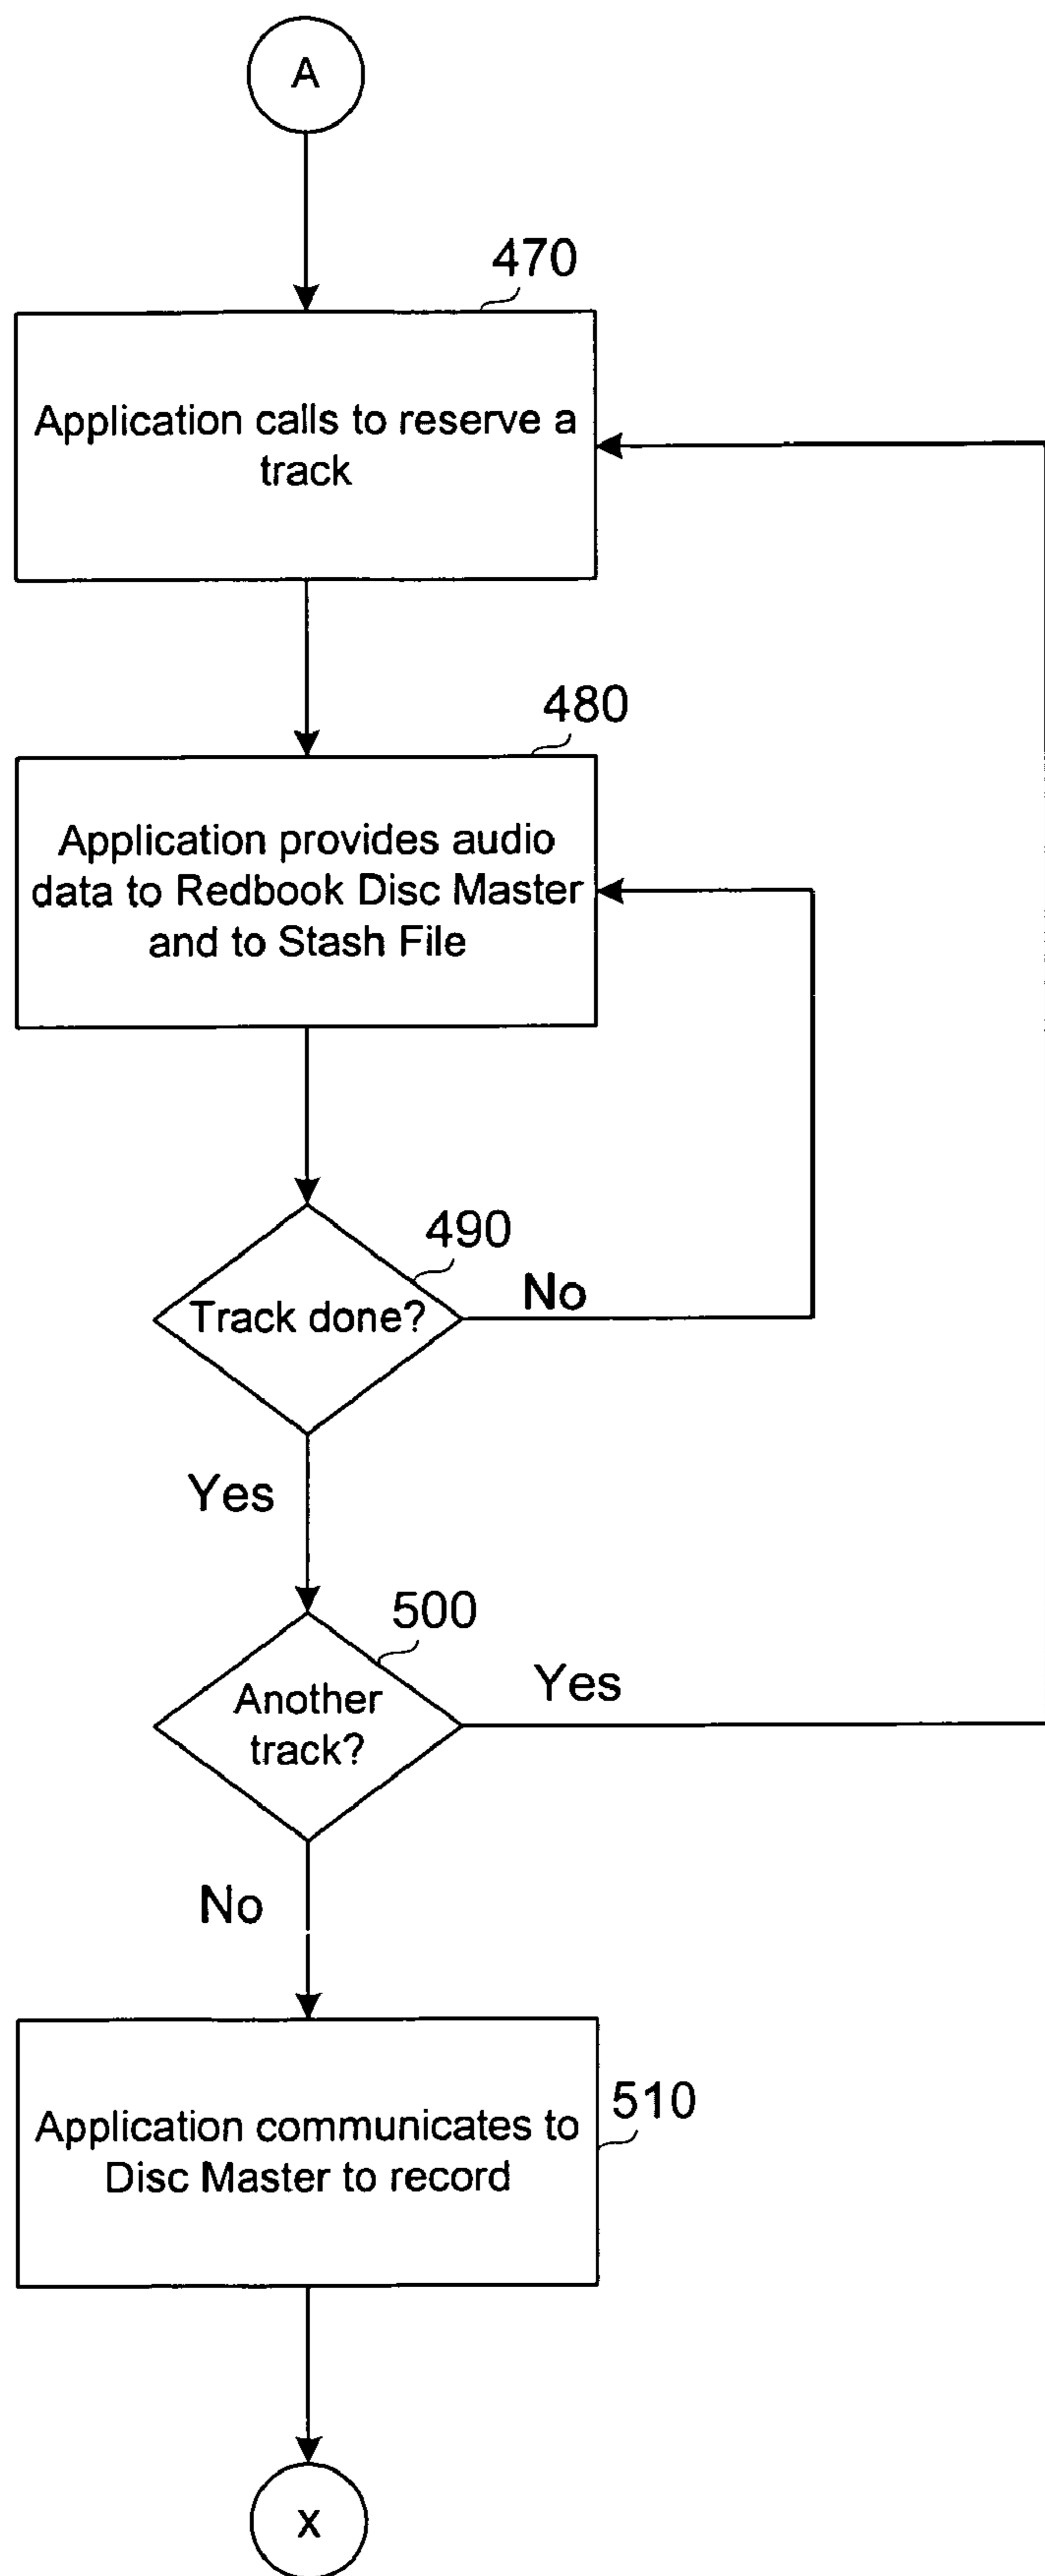 A
470
Application calls to reserve a
track
480
Application provides audio
data to Redbook Disc Master
and to Stash File
490
Track done?
No
Yes
500
Another
track?
Yes
No
510
Application communicates to
Disc Master to record
X